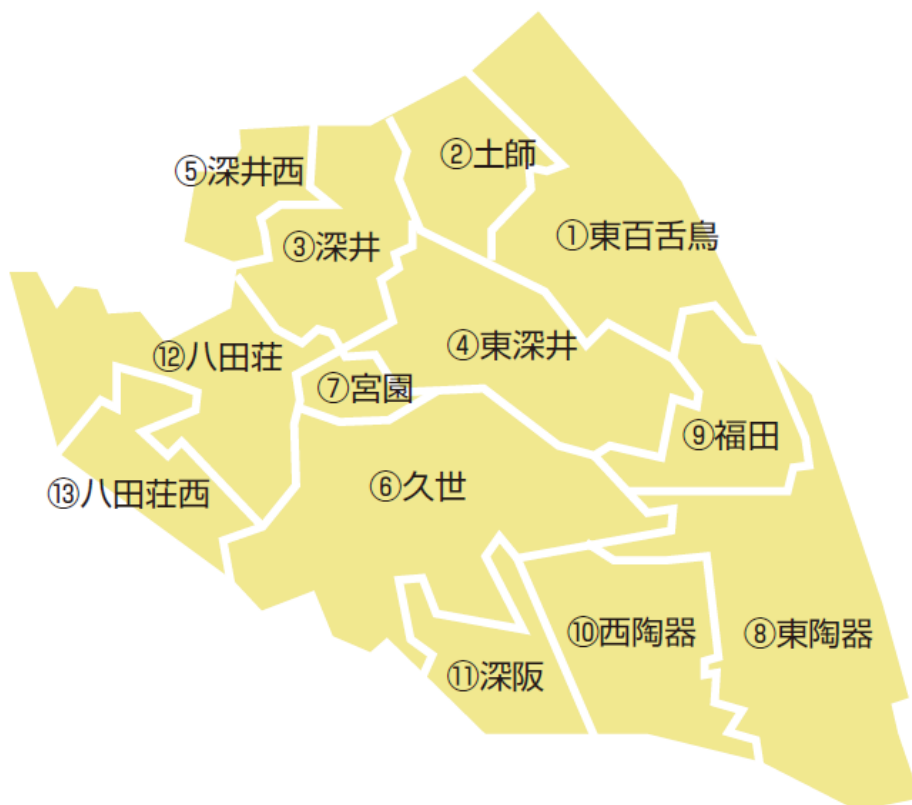 ②土師
⑤深井西
①東百舌鳥
③深井
④東深井
⑫八田荘
⑦宮園
⑨福田
⑥久世
⑬八田荘西
⑩西陶器
⑧東陶器
⑪深阪